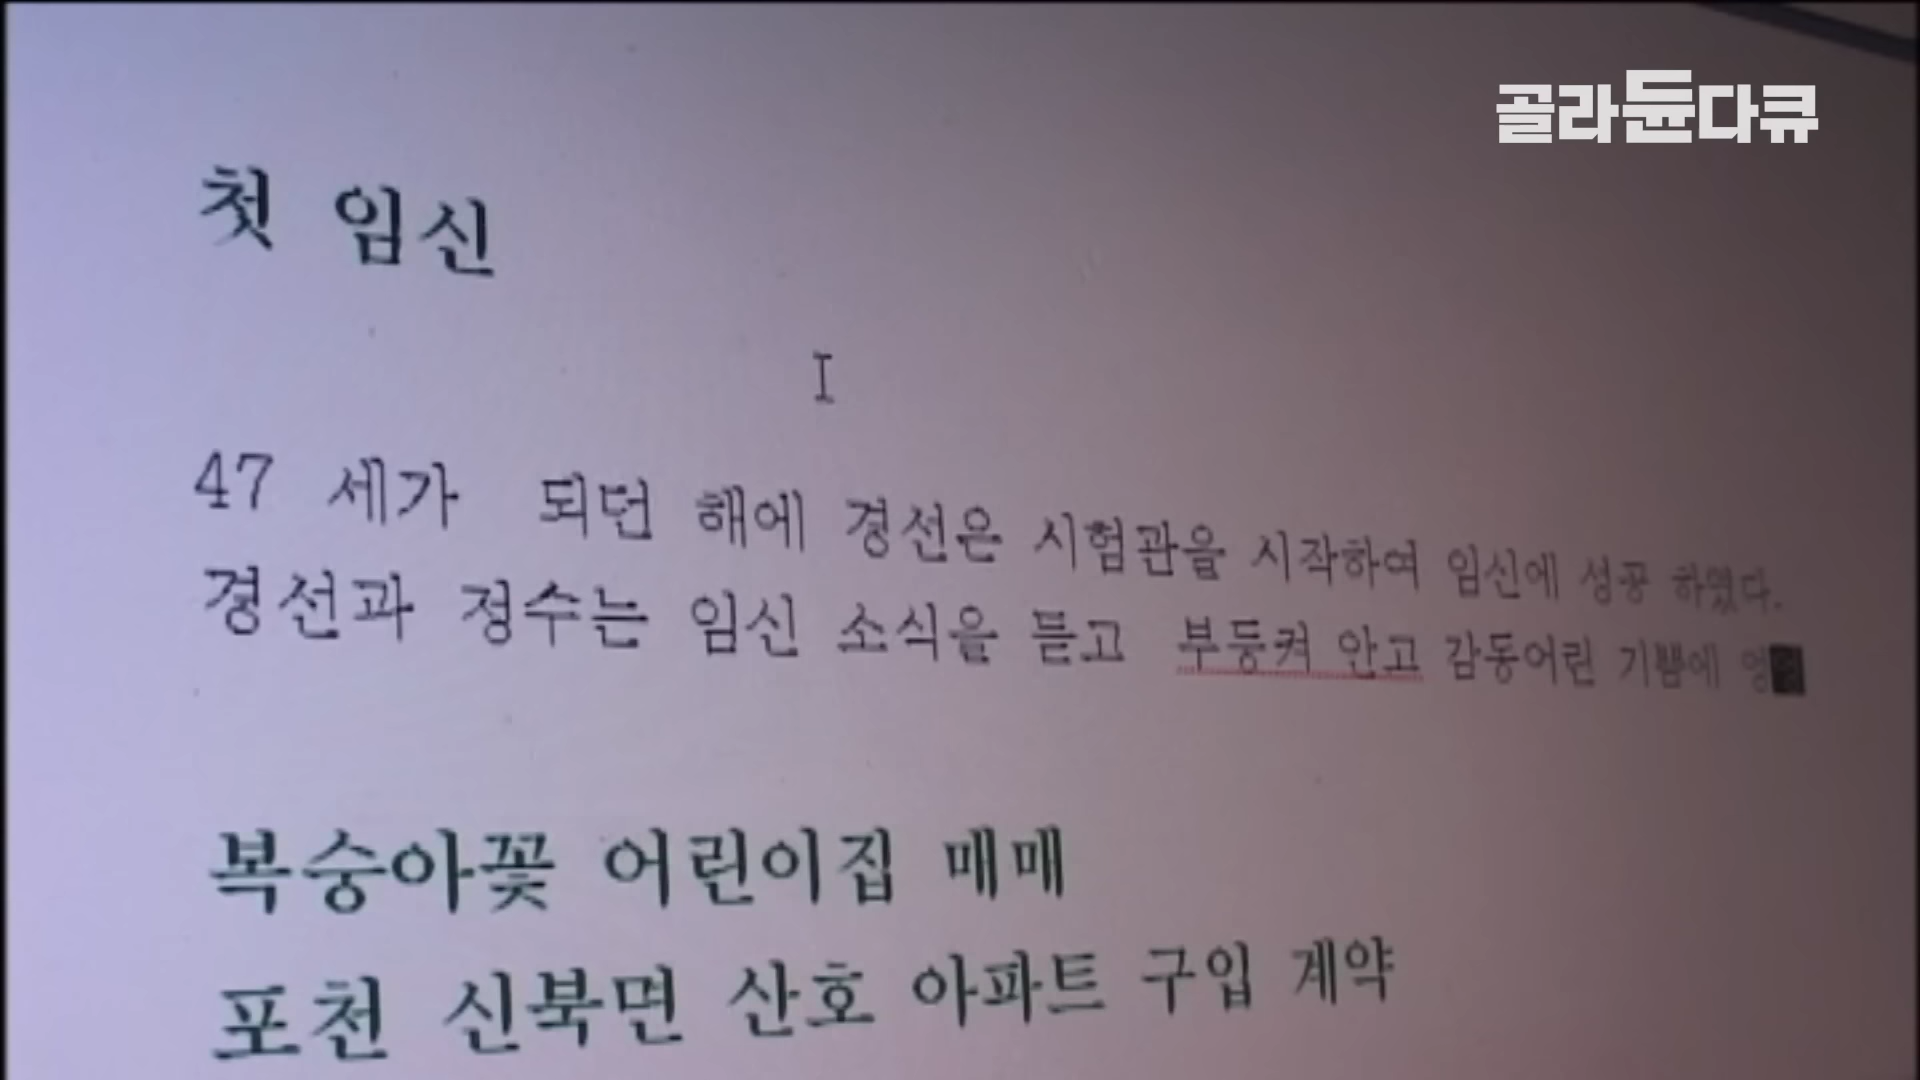 골라둔다큐
첫 임신
47 세가 되던 해에 경선은 시험관을 시작하여 임신에 성공 하였다.
경선과 정수는 임신 소식을 듣고 부등켜 안고 감동어린 기쁨에
복숭아꽃 어린이집 매매
포천 신북면 산호 아파트 구입 계약